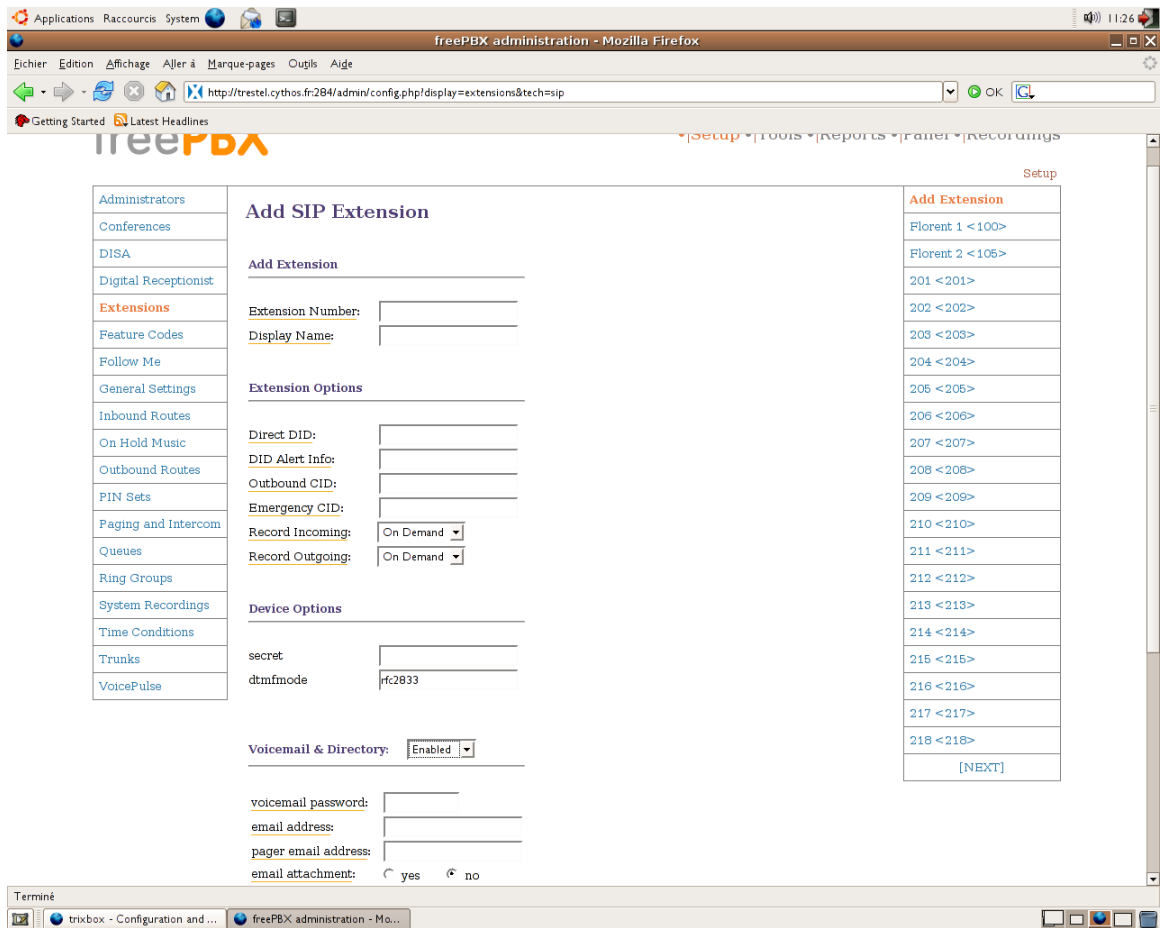 Applications Raccourcis System 11:26
freePBX administration - Mozilla Firefox
Eichier Edition Affichage Aller à Marque-pages Outils Aide
http://trestel.cythos.fr:284/admin/config.php?display=extensions&tech=sip OK
Getting Started Latest Headlines
freePBX
Setup Tools Reports Panel Recordings
Setup
Administrators
Conferences
DISA
Digital Receptionist
Extensions
Feature Codes
Follow Me
General Settings
Inbound Routes
On Hold Music
Outbound Routes
PIN Sets
Paging and Intercom
Queues
Ring Groups
System Recordings
Time Conditions
Trunks
VoicePulse
Add SIP Extension
Add Extension
Extension Number:
Display Name:
Extension Options
Direct DID:
DID Alert Info:
Outbound CID:
Emergency CID:
Record Incoming: On Demand
Record Outgoing: On Demand
Device Options
secret
dtmfmode rfc2833
Voicemail & Directory: Enabled
voicemail password:
email address:
pager email address:
email attachment: yes no
Add Extension
Florent 1 <100>
Florent 2 <105>
201 <201>
202 <202>
203 <203>
204 <204>
205 <205>
206 <206>
207 <207>
208 <208>
209 <209>
210 <210>
211 <211>
212 <212>
213 <213>
214 <214>
215 <215>
216 <216>
217 <217>
218 <218>
[NEXT]
Terminé
trixbox - Configuration and ... freePBX administration - Mo...